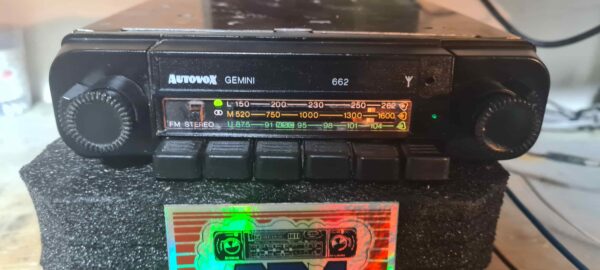 AUTOVOX GEMINI 662
L 150 200 230 250 262
M 520 750 1000 1300 1600
FM STEREO
U 87.5 91 95 98 101 104